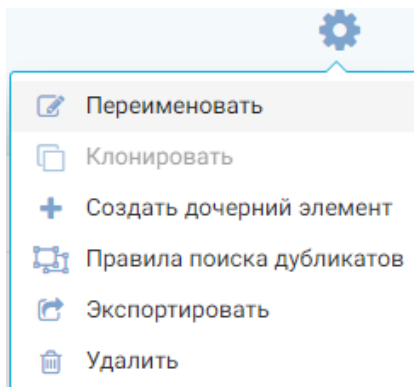 Переименовать
Клонировать
Создать дочерний элемент
Правила поиска дубликатов
Экспортировать
Удалить